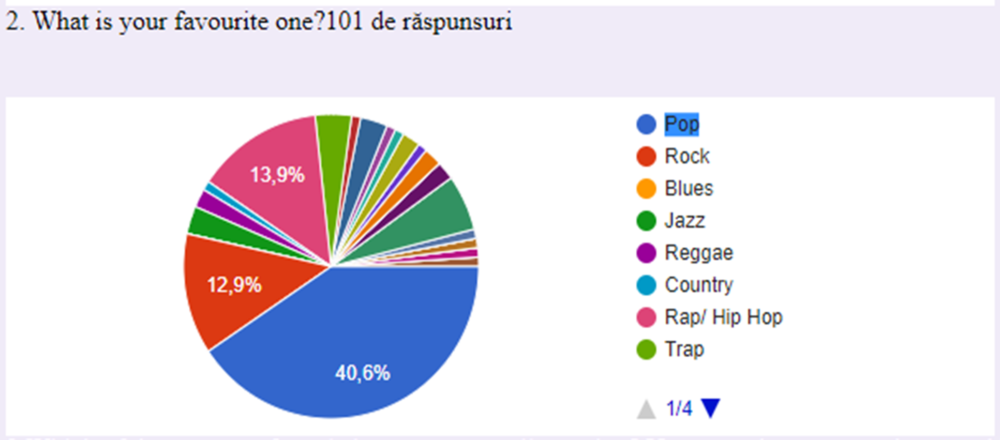 2. What is your favourite one?101 de răspunsuri
13,9%
12,9%
40,6%
Pop
Rock
Blues
Jazz
Reggae
Country
Rap/ Hip Hop
Trap
1/4